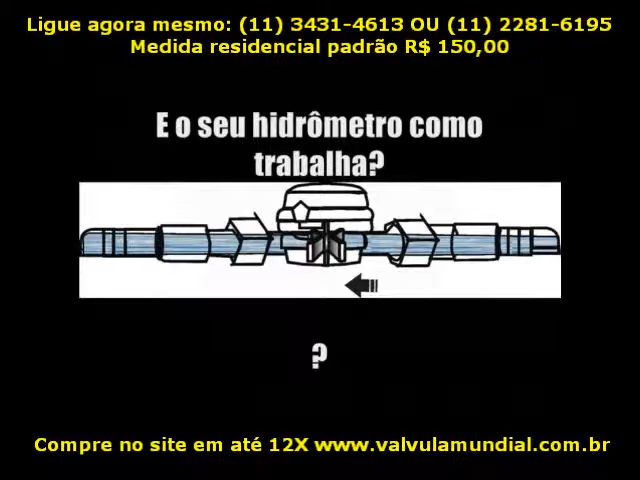 Ligue agora mesmo: (11) 3431-4613 OU (11) 2281-6195
Medida residencial padrão R$ 150,00
E o seu hidrômetro como
trabalha?
?
Compre no site em até 12X www.valvulamundial.com.br